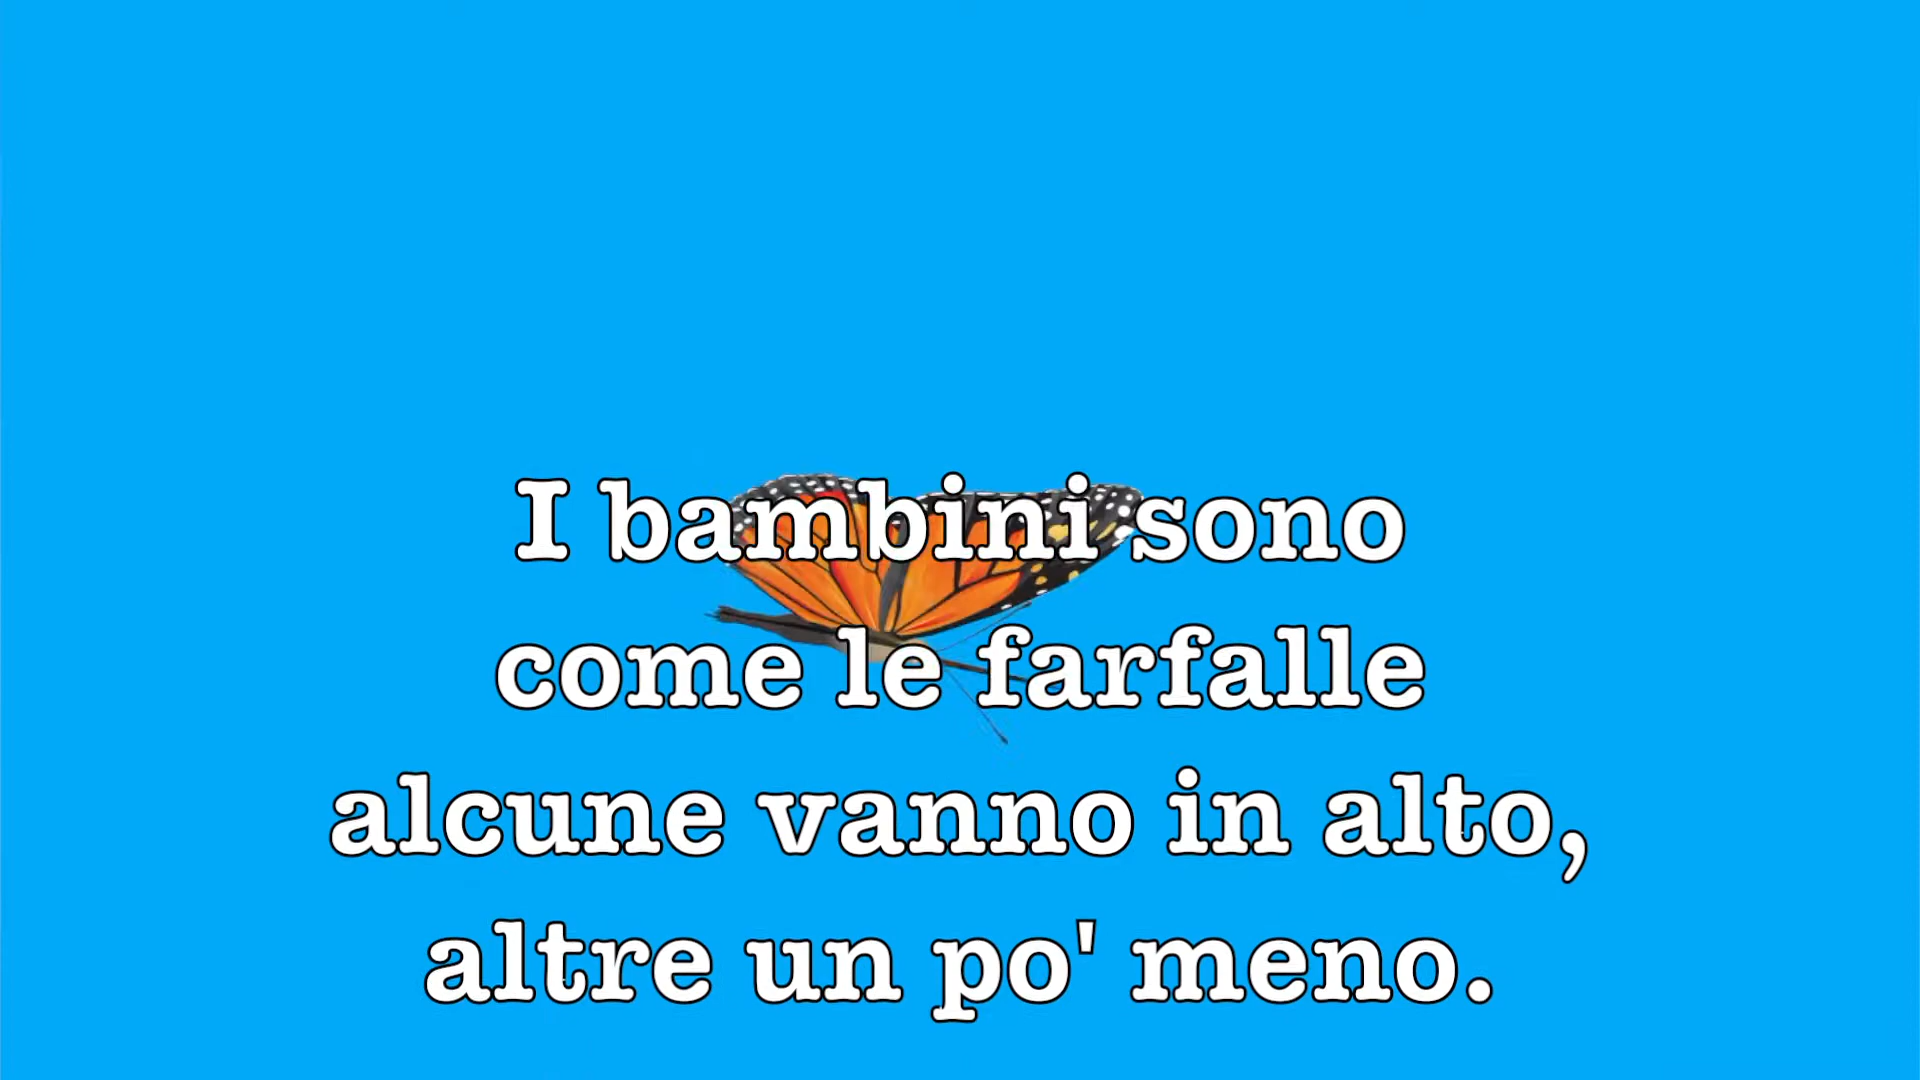 I bambini sono
come le farfalle
alcune vanno in alto,
altre un po' meno.